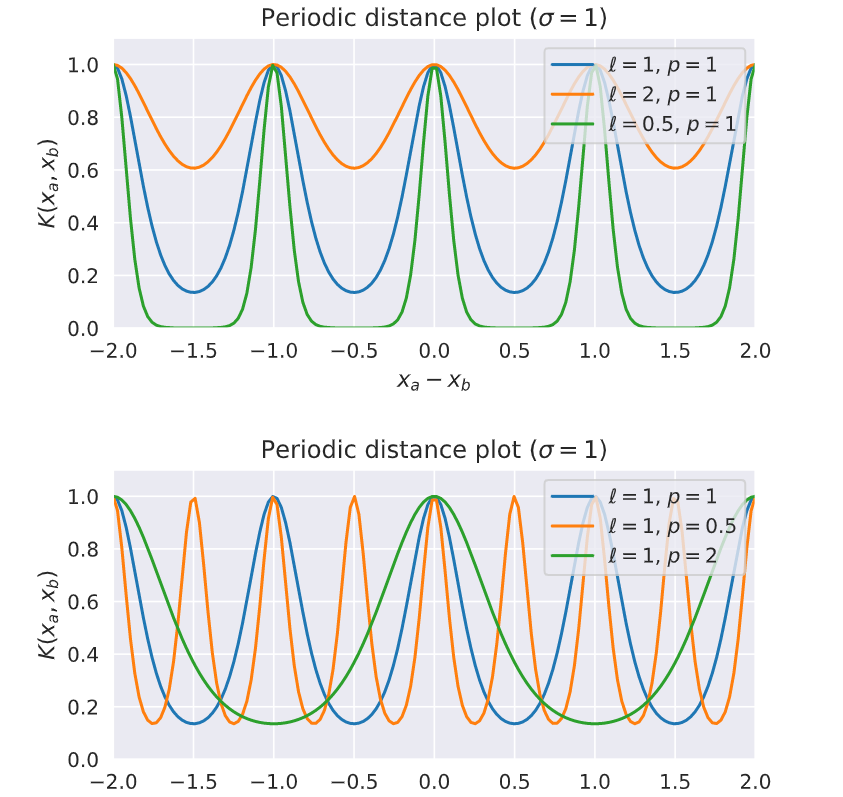 Periodic distance plot (σ = 1)
ℓ = 1, p = 1
ℓ = 2, p = 1
ℓ = 0.5, p = 1
K(xₐ, x_b)
1.0
0.8
0.6
0.4
0.2
0.0
−2.0 −1.5 −1.0 −0.5 0.0 0.5 1.0 1.5 2.0
xₐ − x_b
Periodic distance plot (σ = 1)
ℓ = 1, p = 1
ℓ = 1, p = 0.5
ℓ = 1, p = 2
K(xₐ, x_b)
1.0
0.8
0.6
0.4
0.2
0.0
−2.0 −1.5 −1.0 −0.5 0.0 0.5 1.0 1.5 2.0